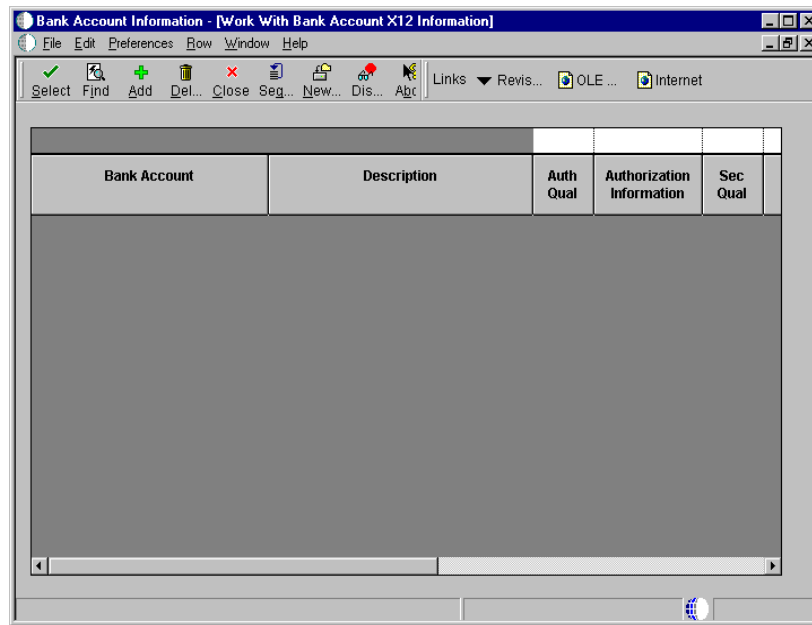 Bank Account Information - [Work With Bank Account X12 Information]
File Edit Preferences Row Window Help
Select Find Add Del... Close Seq... New... Dis... Abc Links Revis... OLE ... Internet
Bank Account Description Auth Qual Authorization Information Sec Qual